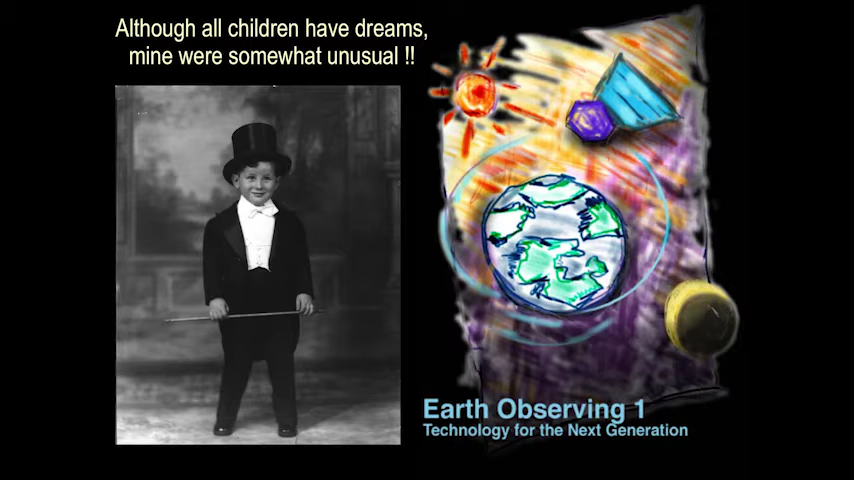 Although all children have dreams,
mine were somewhat unusual !!
Earth Observing 1
Technology for the Next Generation